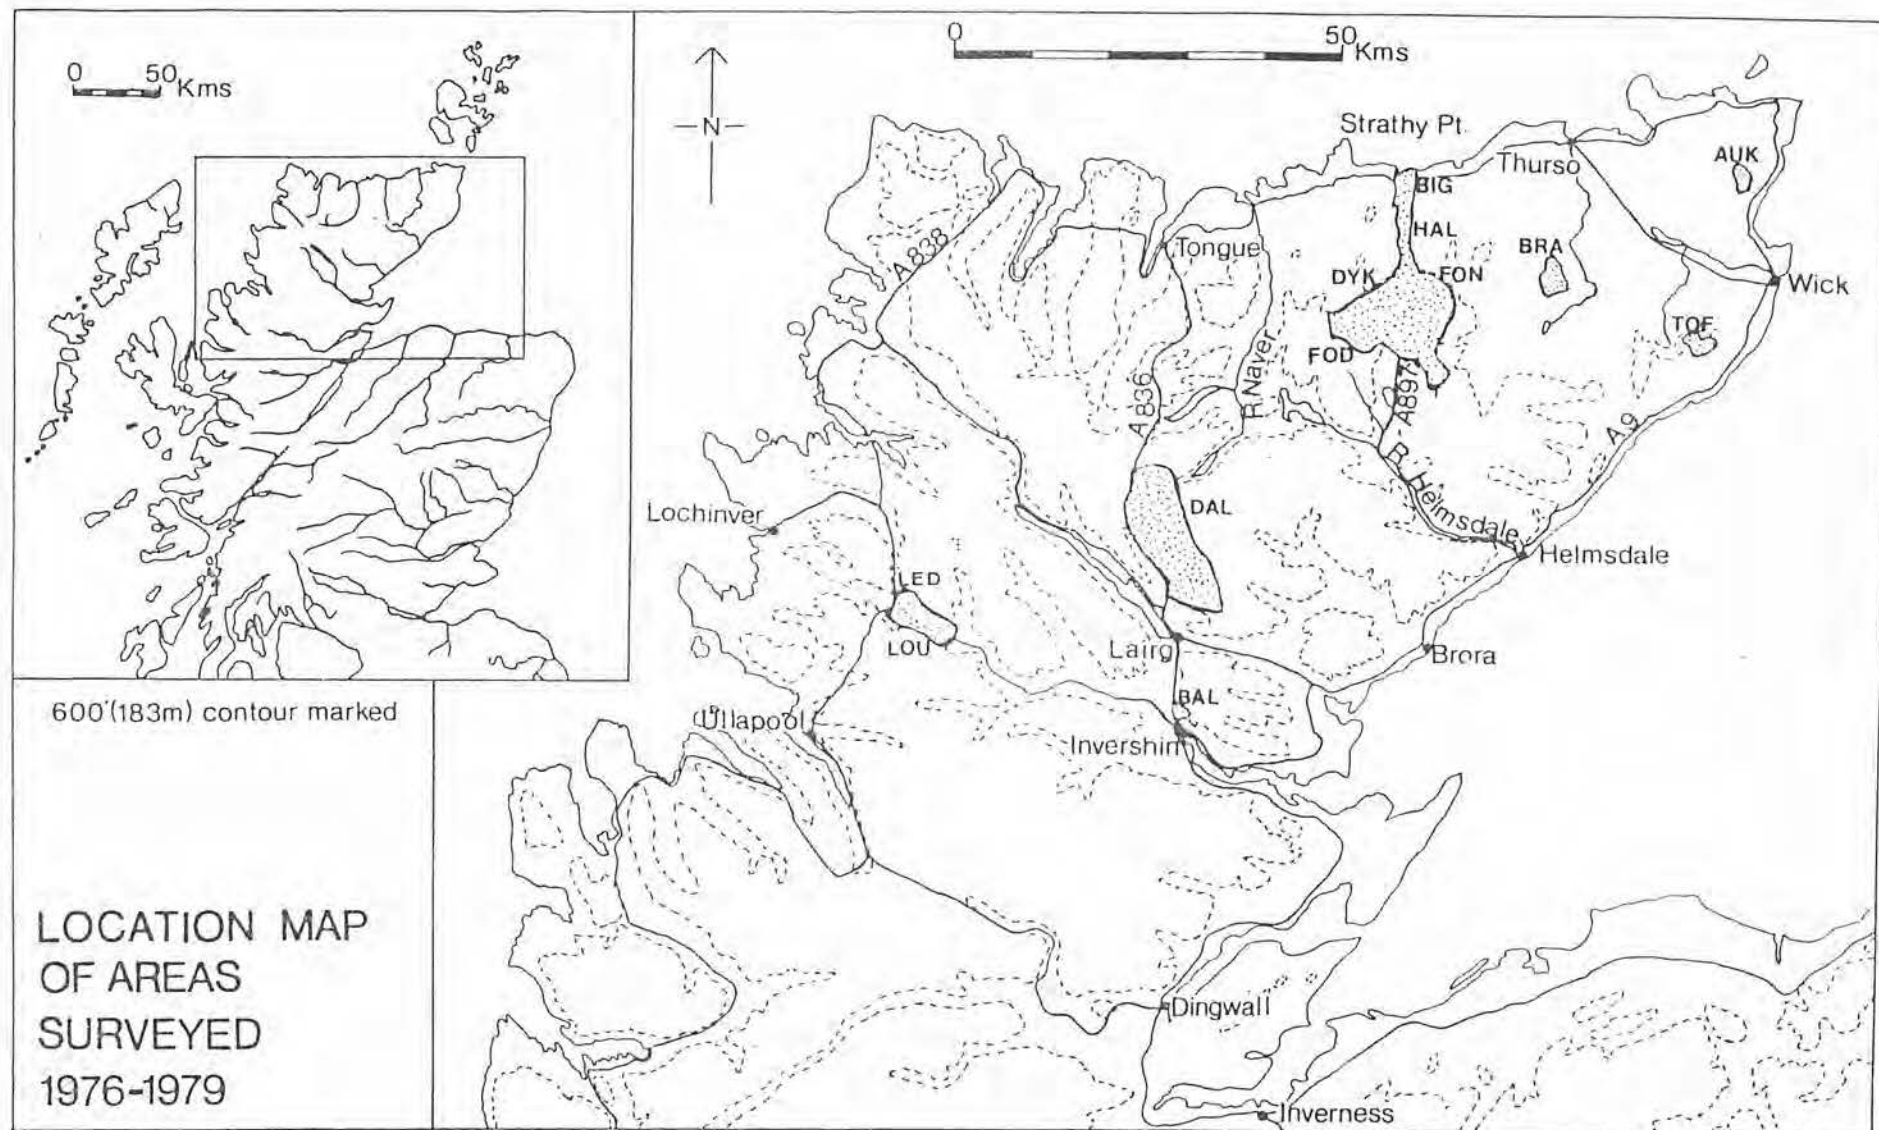 0 50 Kms
0 50 Kms
N
Strathy Pt.
Thurso
AUK
BIG
HAL
BRA
Tongue
DYK
FON
Wick
A 838
TOF
FOD
A 836
R.Naver
A897
A9
R. Helmsdale
Lochinver
DAL
Helmsdale
LED
LOU
Lairg
Brora
BAL
600'(183m) contour marked
Ullapool
Invershin
LOCATION MAP
OF AREAS
SURVEYED
1976-1979
Dingwall
Inverness